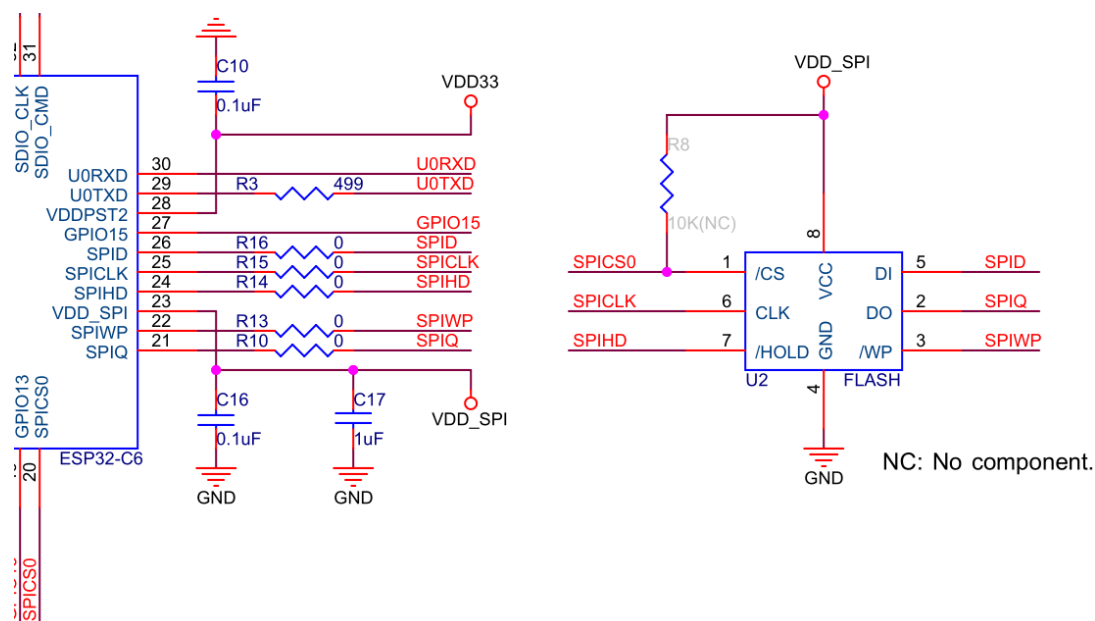 31
SDIO_CLK
SDIO_CMD
C10
0.1uF
VDD33
U0RXD 30 U0RXD
U0TXD 29 R3 499 U0TXD
VDDPST2 28
GPIO15 27 GPIO15
SPID 26 R16 0 SPID
SPICLK 25 R15 0 SPICLK
SPIHD 24 R14 0 SPIHD
VDD_SPI 23
SPIWP 22 R13 0 SPIWP
SPIQ 21 R10 0 SPIQ
GPIO13
SPICS0
ESP32-C6
20
SPICS0
C16
0.1uF
GND
C17
1uF
GND
VDD_SPI
VDD_SPI
R8
10K(NC)
8
SPICS0 1 /CS VCC DI 5 SPID
SPICLK 6 CLK DO 2 SPIQ
SPIHD 7 /HOLD GND /WP 3 SPIWP
U2 FLASH
4
GND
NC: No component.